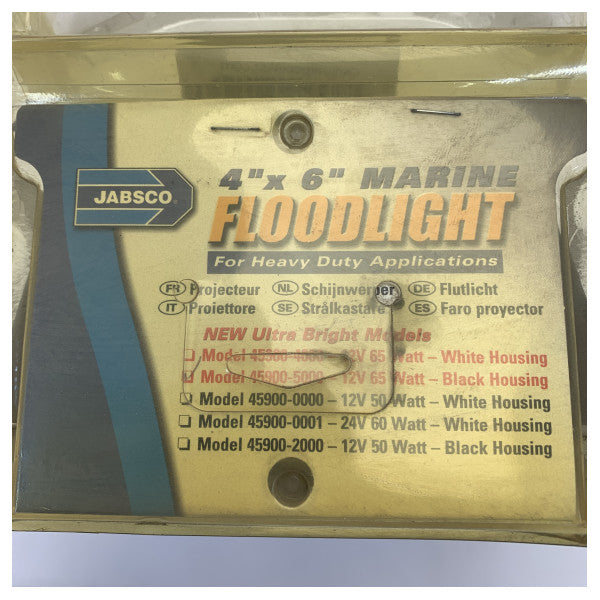 JABSCO
4" x 6" MARINE
FLOODLIGHT
For Heavy Duty Applications
FR Projecteur NL Schijnwerper DE Flutlicht
IT Proiettore SE Strålkastare ES Faro proyector
NEW Ultra Bright Models
❏ Model 45900-4000 – 12V 65 Watt – White Housing
❏ Model 45900-5000 – 12V 65 Watt – Black Housing
❏ Model 45900-0000 – 12V 50 Watt – White Housing
❏ Model 45900-0001 – 24V 60 Watt – White Housing
❏ Model 45900-2000 – 12V 50 Watt – Black Housing